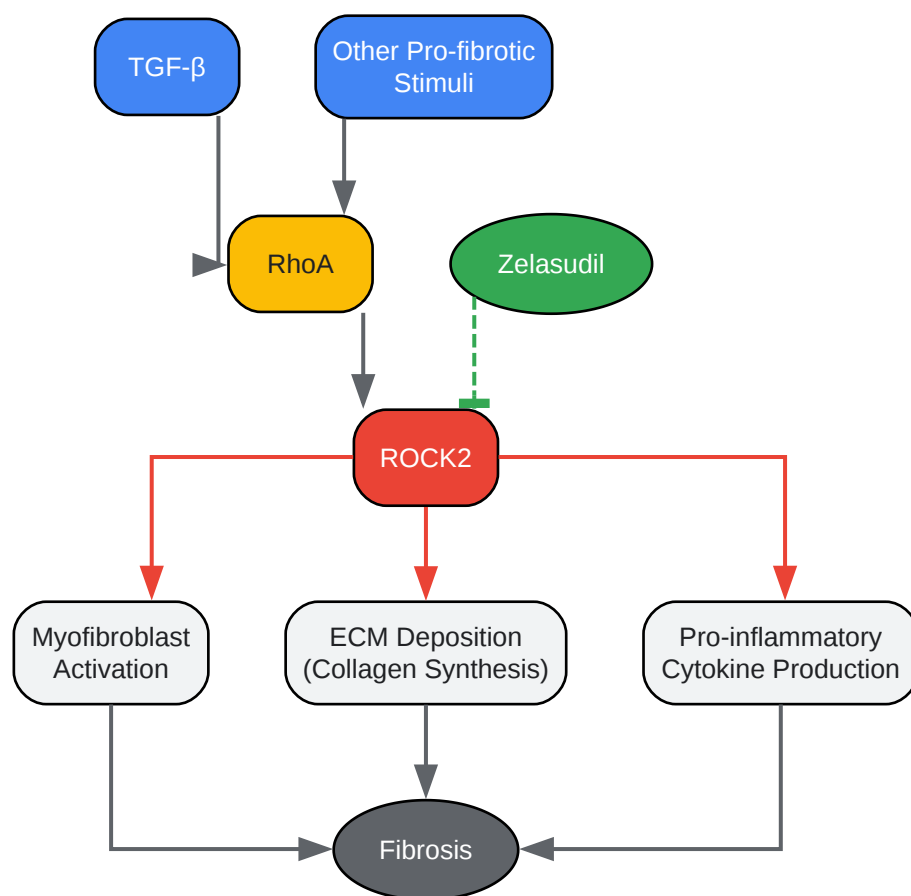 TGF-β
Other Pro-fibrotic
Stimuli
RhoA
Zelasudil
ROCK2
Myofibroblast
Activation
ECM Deposition
(Collagen Synthesis)
Pro-inflammatory
Cytokine Production
Fibrosis